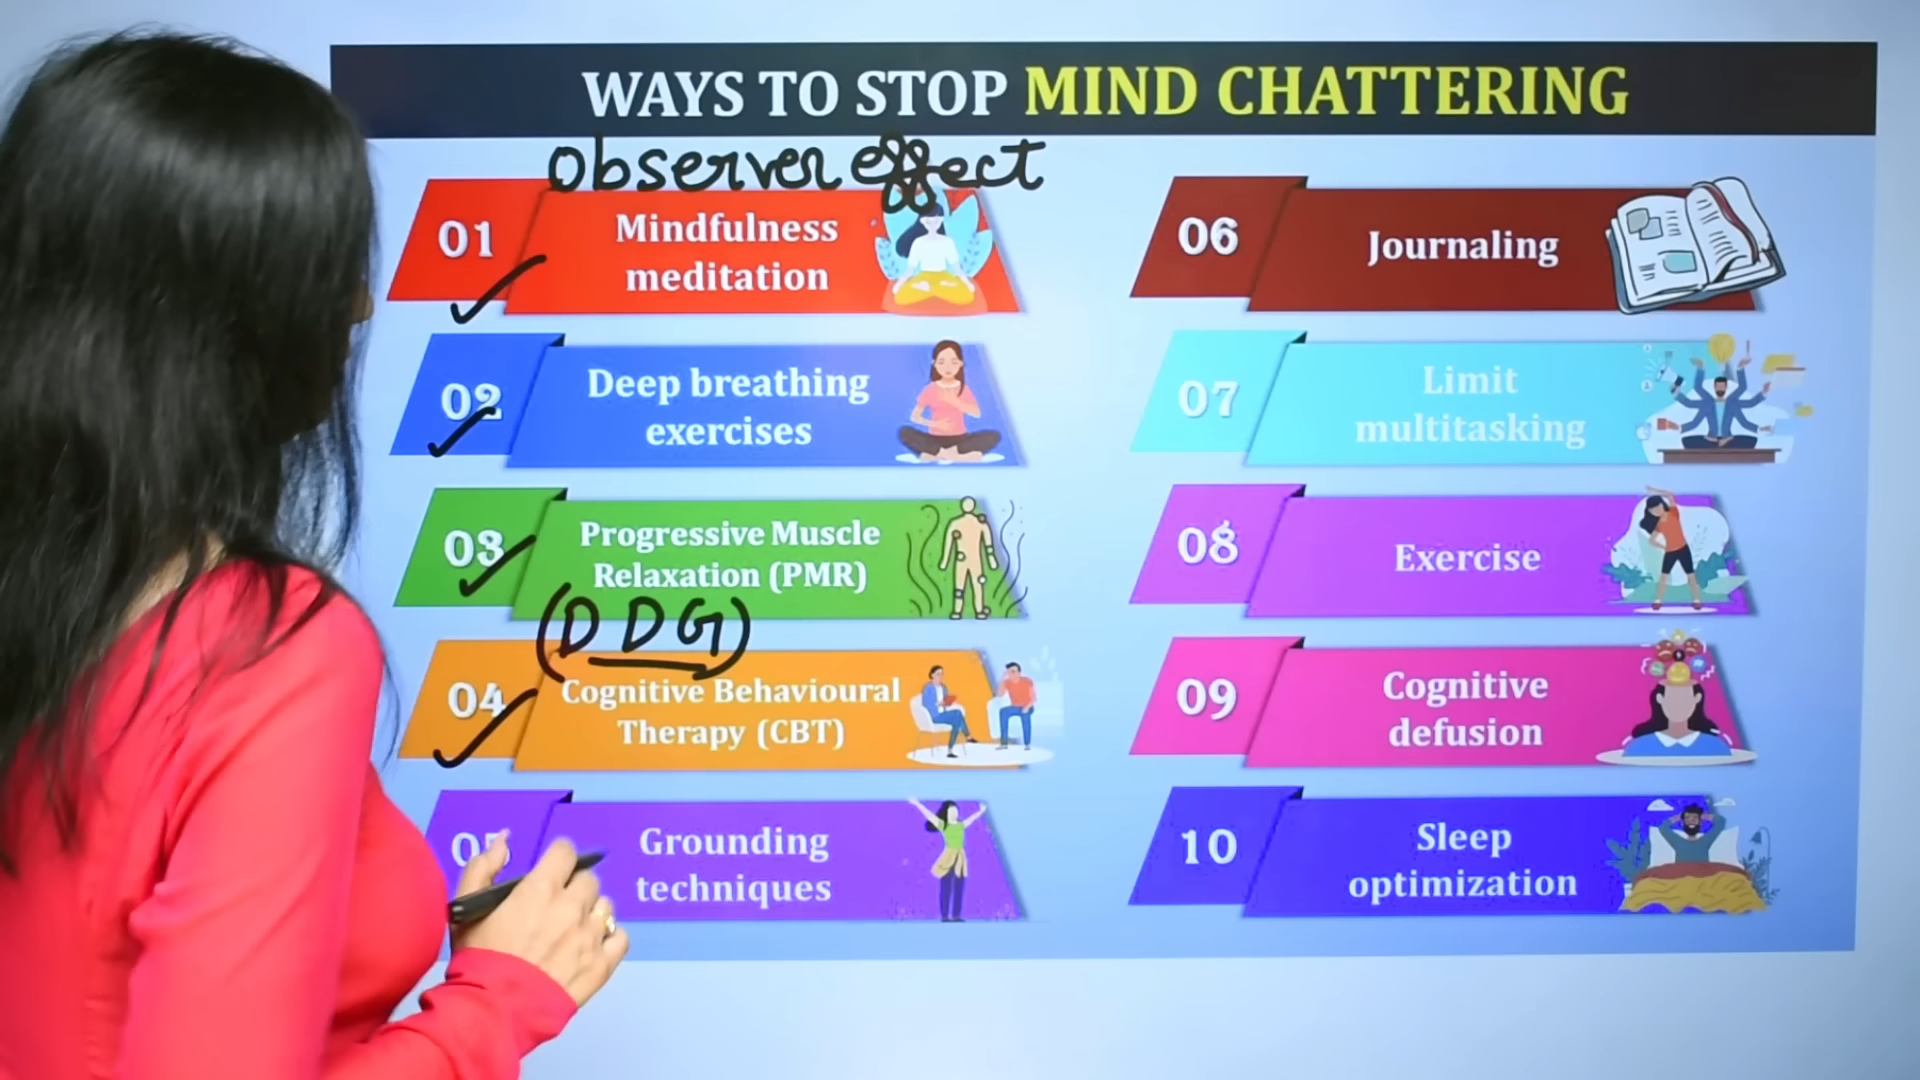 WAYS TO STOP MIND CHATTERING
Observer effect
01
Mindfulness
meditation
02
Deep breathing
exercises
03
Progressive Muscle
Relaxation (PMR)
(DDG)
04
Cognitive Behavioural
Therapy (CBT)
05
Grounding
techniques
06
Journaling
07
Limit
multitasking
08
Exercise
09
Cognitive
defusion
10
Sleep
optimization